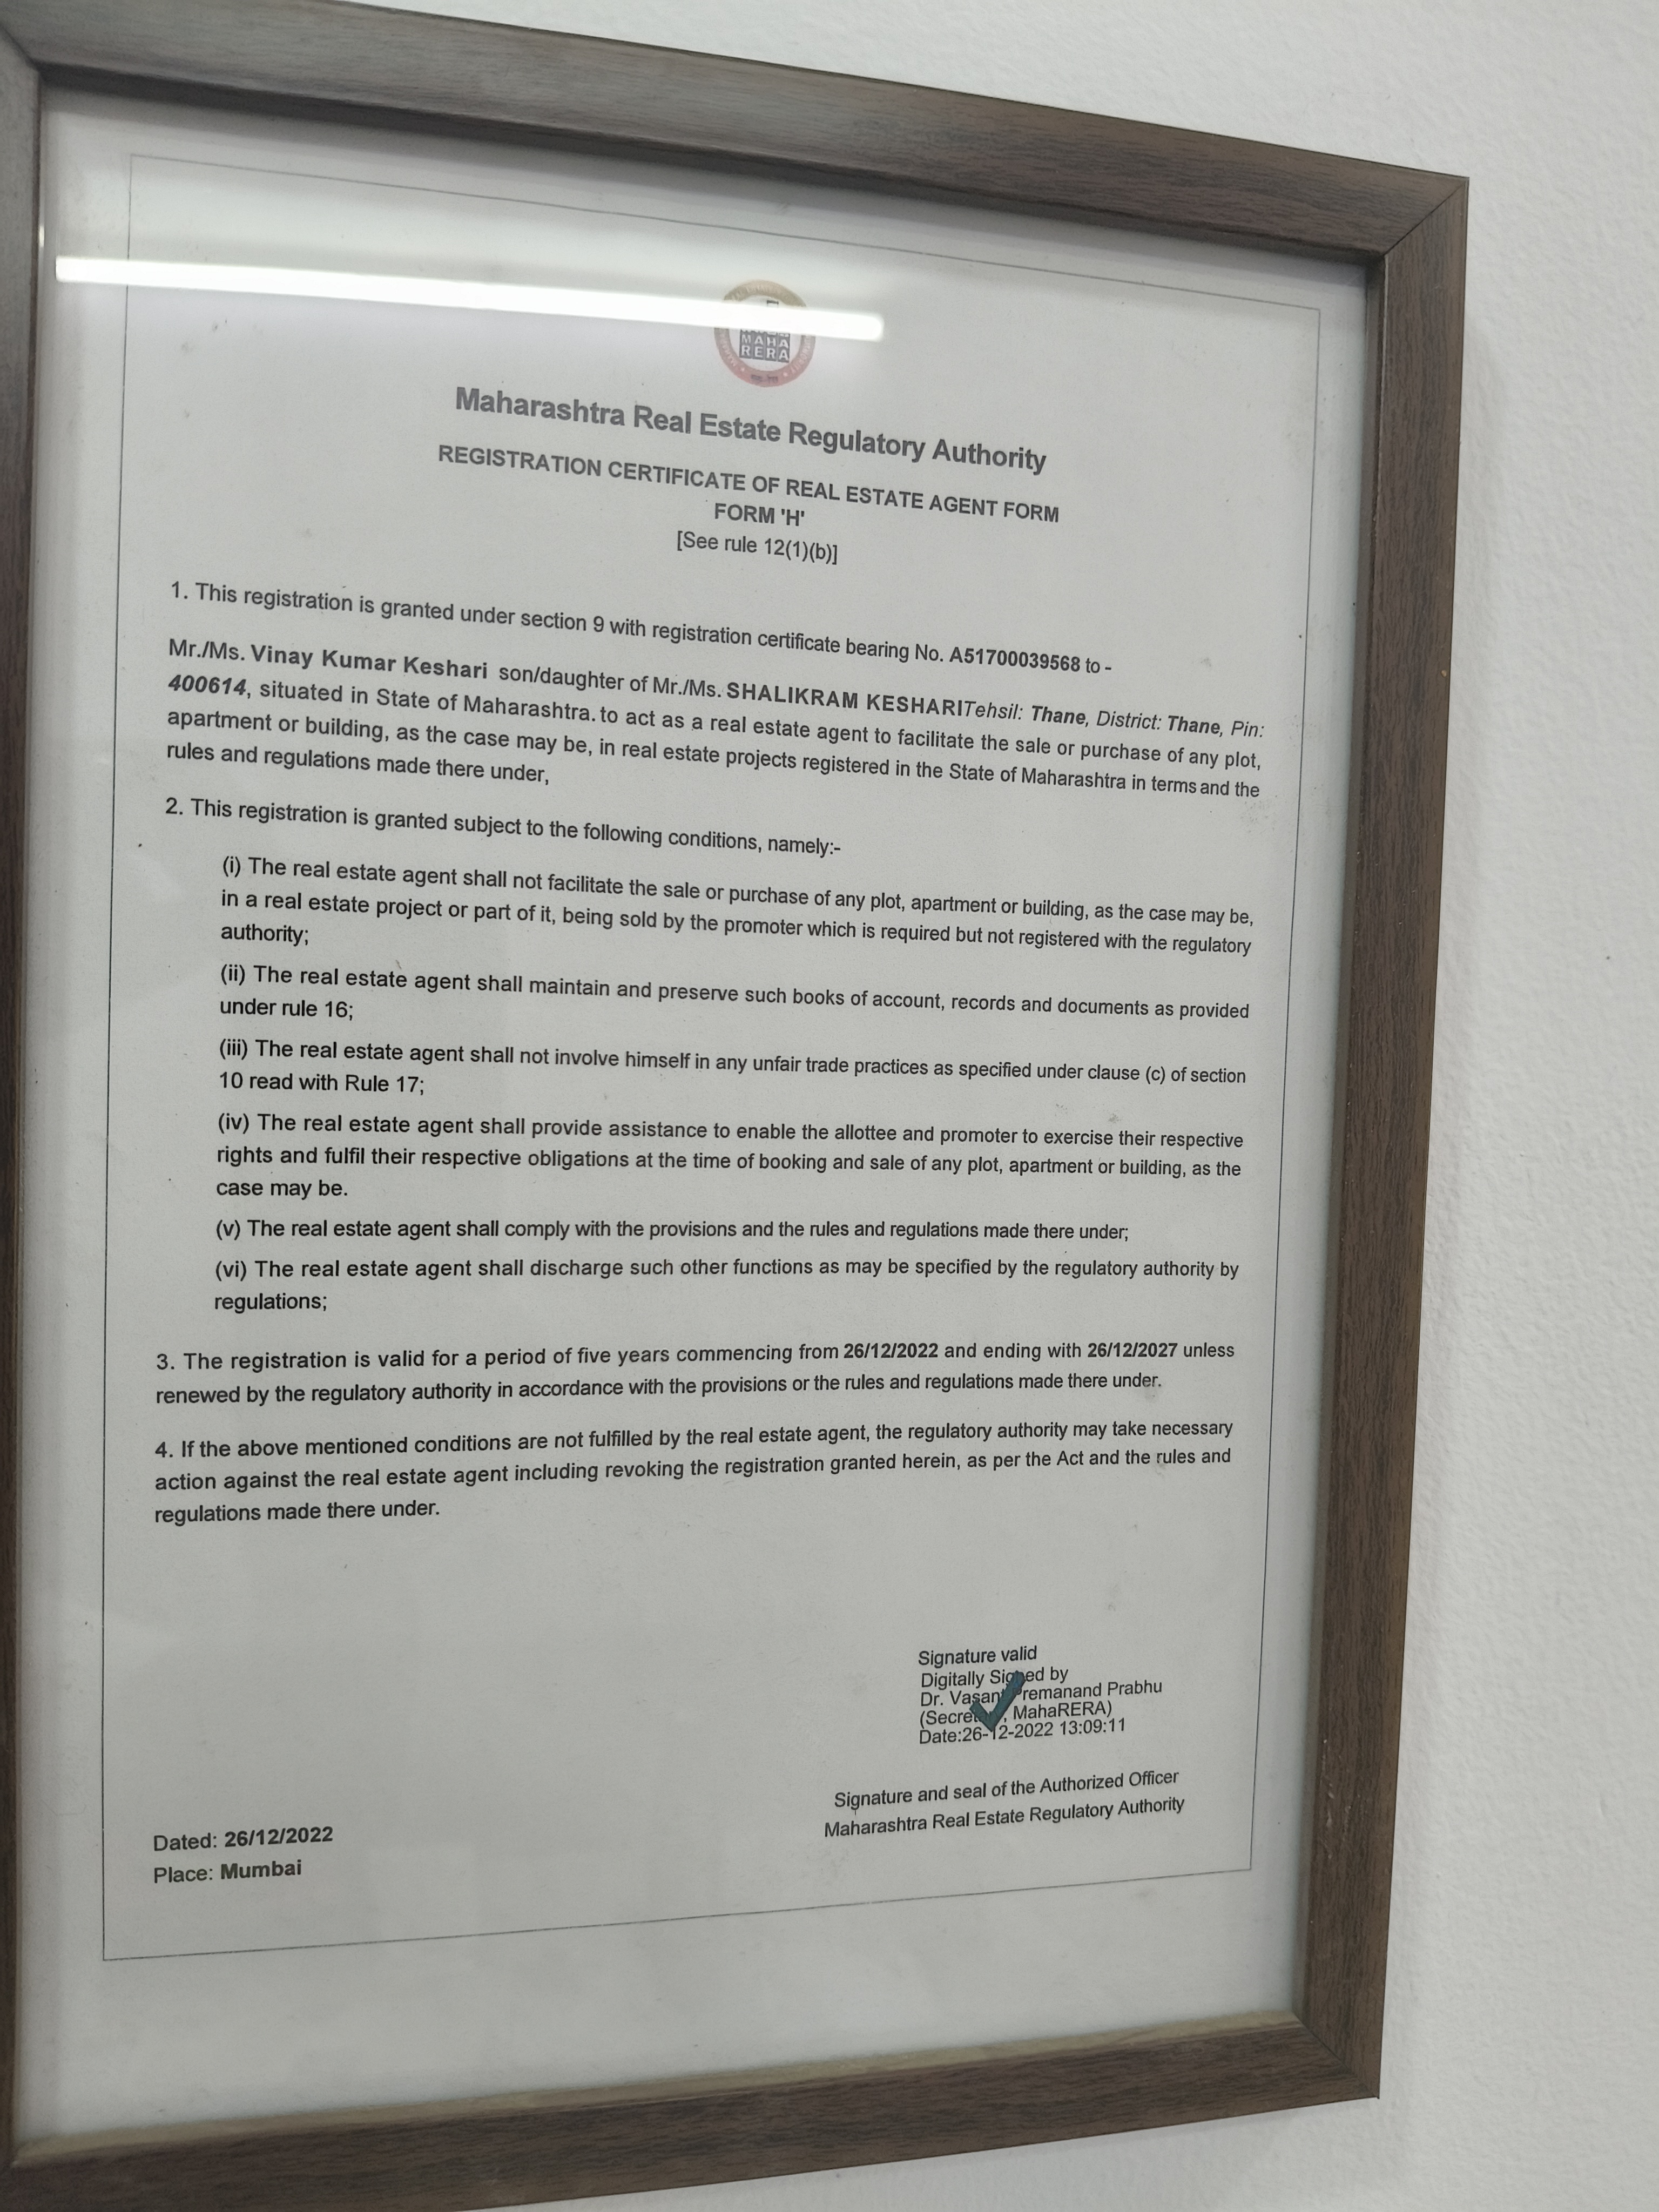 MAHA
RERA
Maharashtra Real Estate Regulatory Authority
REGISTRATION CERTIFICATE OF REAL ESTATE AGENT FORM
FORM 'H'
[See rule 12(1)(b)]
1. This registration is granted under section 9 with registration certificate bearing No. A51700039568 to -
Mr./Ms. Vinay Kumar Keshari son/daughter of Mr./Ms. SHALIKRAM KESHARITehsil: Thane, District: Thane, Pin:
400614, situated in State of Maharashtra. to act as a real estate agent to facilitate the sale or purchase of any plot,
apartment or building, as the case may be, in real estate projects registered in the State of Maharashtra in terms and the
rules and regulations made there under,
2. This registration is granted subject to the following conditions, namely:-
(i) The real estate agent shall not facilitate the sale or purchase of any plot, apartment or building, as the case may be,
in a real estate project or part of it, being sold by the promoter which is required but not registered with the regulatory
authority;
(ii) The real estate agent shall maintain and preserve such books of account, records and documents as provided
under rule 16;
(iii) The real estate agent shall not involve himself in any unfair trade practices as specified under clause (c) of section
10 read with Rule 17;
(iv) The real estate agent shall provide assistance to enable the allottee and promoter to exercise their respective
rights and fulfil their respective obligations at the time of booking and sale of any plot, apartment or building, as the
case may be.
(v) The real estate agent shall comply with the provisions and the rules and regulations made there under;
(vi) The real estate agent shall discharge such other functions as may be specified by the regulatory authority by
regulations;
3. The registration is valid for a period of five years commencing from 26/12/2022 and ending with 26/12/2027 unless
renewed by the regulatory authority in accordance with the provisions or the rules and regulations made there under.
4. If the above mentioned conditions are not fulfilled by the real estate agent, the regulatory authority may take necessary
action against the real estate agent including revoking the registration granted herein, as per the Act and the rules and
regulations made there under.
Signature valid
Digitally Signed by
Dr. Vasant Premanand Prabhu
(Secretary, MahaRERA)
Date:26-12-2022 13:09:11
Signature and seal of the Authorized Officer
Maharashtra Real Estate Regulatory Authority
Dated: 26/12/2022
Place: Mumbai